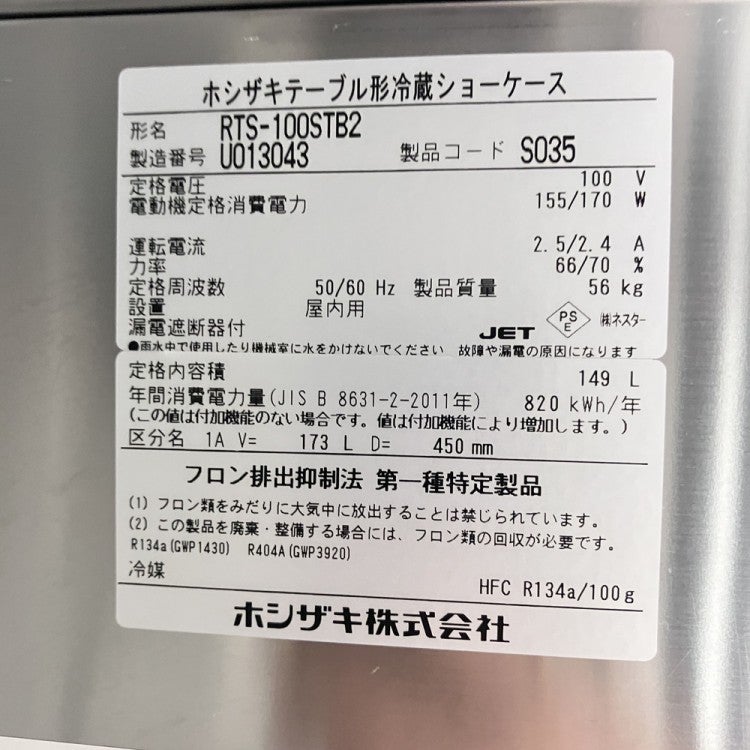 ホシザキテーブル形冷蔵ショーケース
形名 RTS-100STB2
製造番号 U013043 製品コード S035
定格電圧 100 V
電動機定格消費電力 155/170 W
運転電流 2.5/2.4 A
力率 66/70 %
定格周波数 50/60 Hz 製品質量 56 kg
設置 屋内用
漏電遮断器付 JET PS E ㈱ネスター
●雨水中で使用したり機械室に水をかけないでください 故障や漏電の原因になります
定格内容積 149 L
年間消費電力量(JIS B 8631-2-2011年) 820 kWh/年
(この値は付加機能のない場合です。値は付加機能により増加します。)
区分名 1A V= 173 L D= 450 mm
フロン排出抑制法 第一種特定製品
(1) フロン類をみだりに大気中に放出することは禁じられています。
(2) この製品を廃棄・整備する場合には、フロン類の回収が必要です。
R134a(GWP1430) R404A(GWP3920)
冷媒 HFC R134a/100g
ホシザキ株式会社